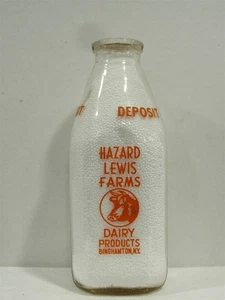 DEPOSIT
HAZARD
LEWIS
FARMS
DAIRY
PRODUCTS
BINGHAMTON, N.Y.